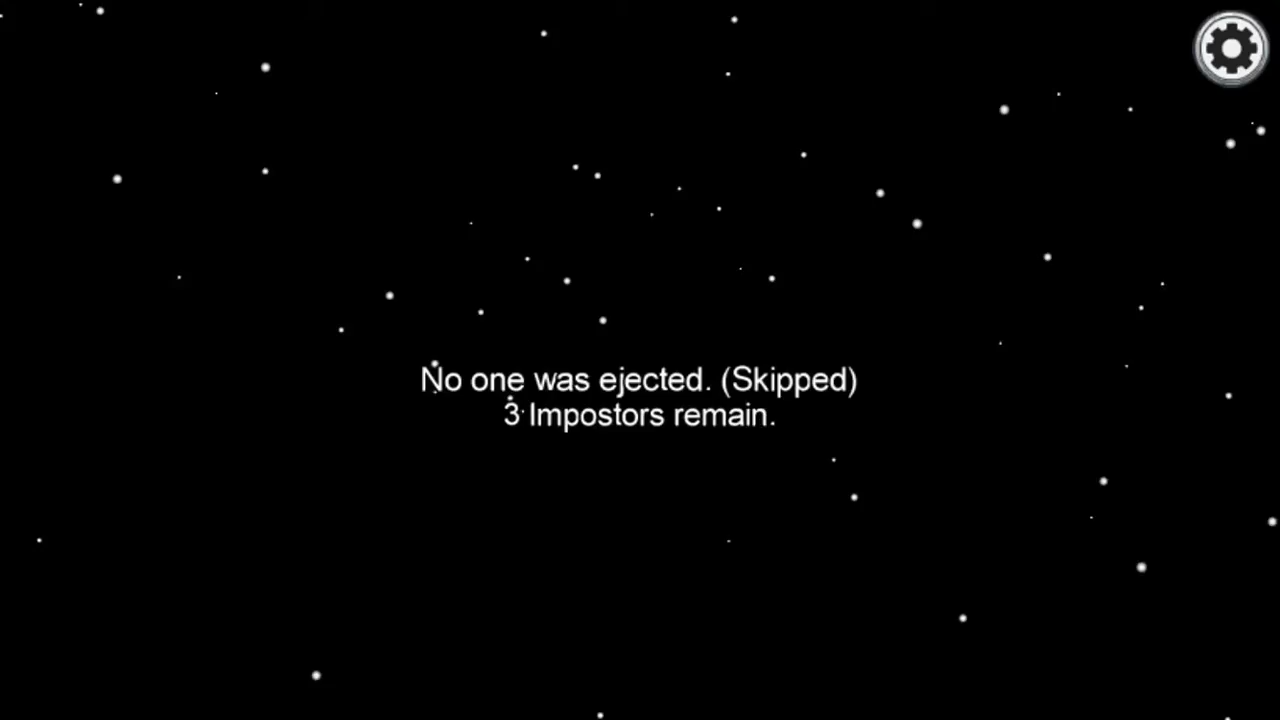 No one was ejected. (Skipped)
3 Impostors remain.